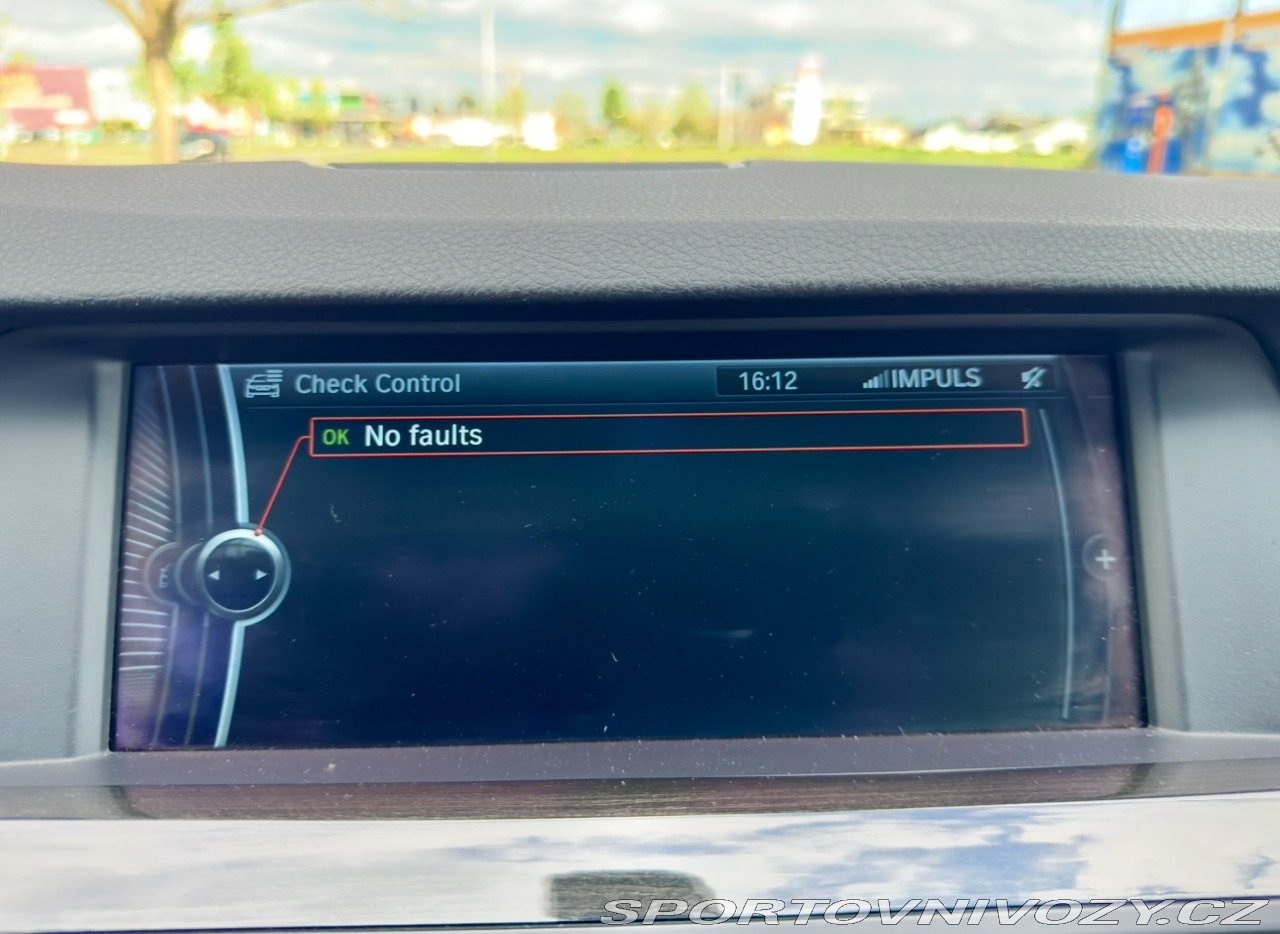 Check Control
16:12 IMPULS
OK No faults
SPORTOVNIVOZY.CZ